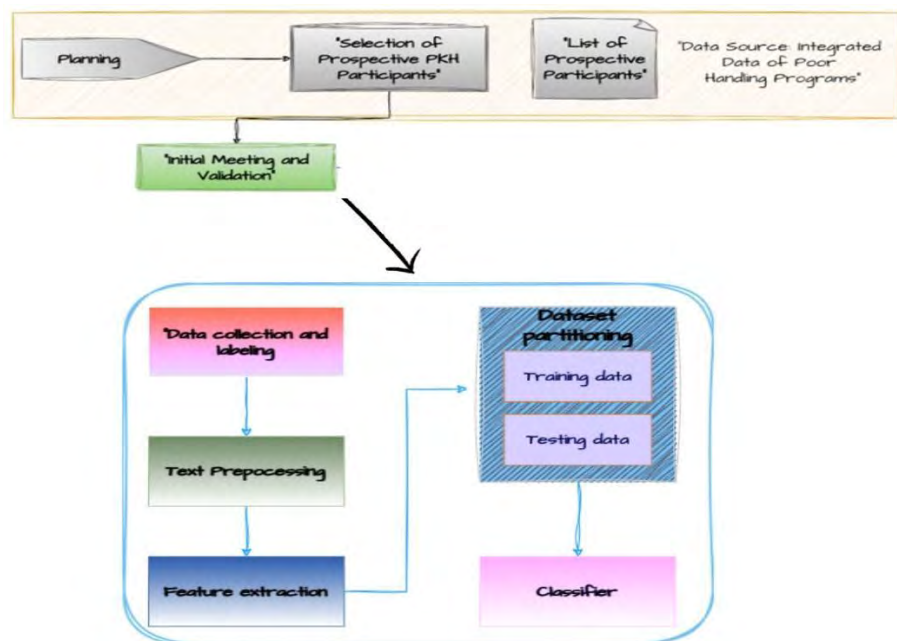 Planning
"Selection of
Prospective PKH
Participants"
"List of
Prospective
Participants"
"Data Source: Integrated
Data of Poor
Handling Programs"
"Initial Meeting and
Validation"
"Data collection and
labeling
Text Prepocessing
Feature extraction
Dataset
partitioning
Training data
Testing data
Classifier